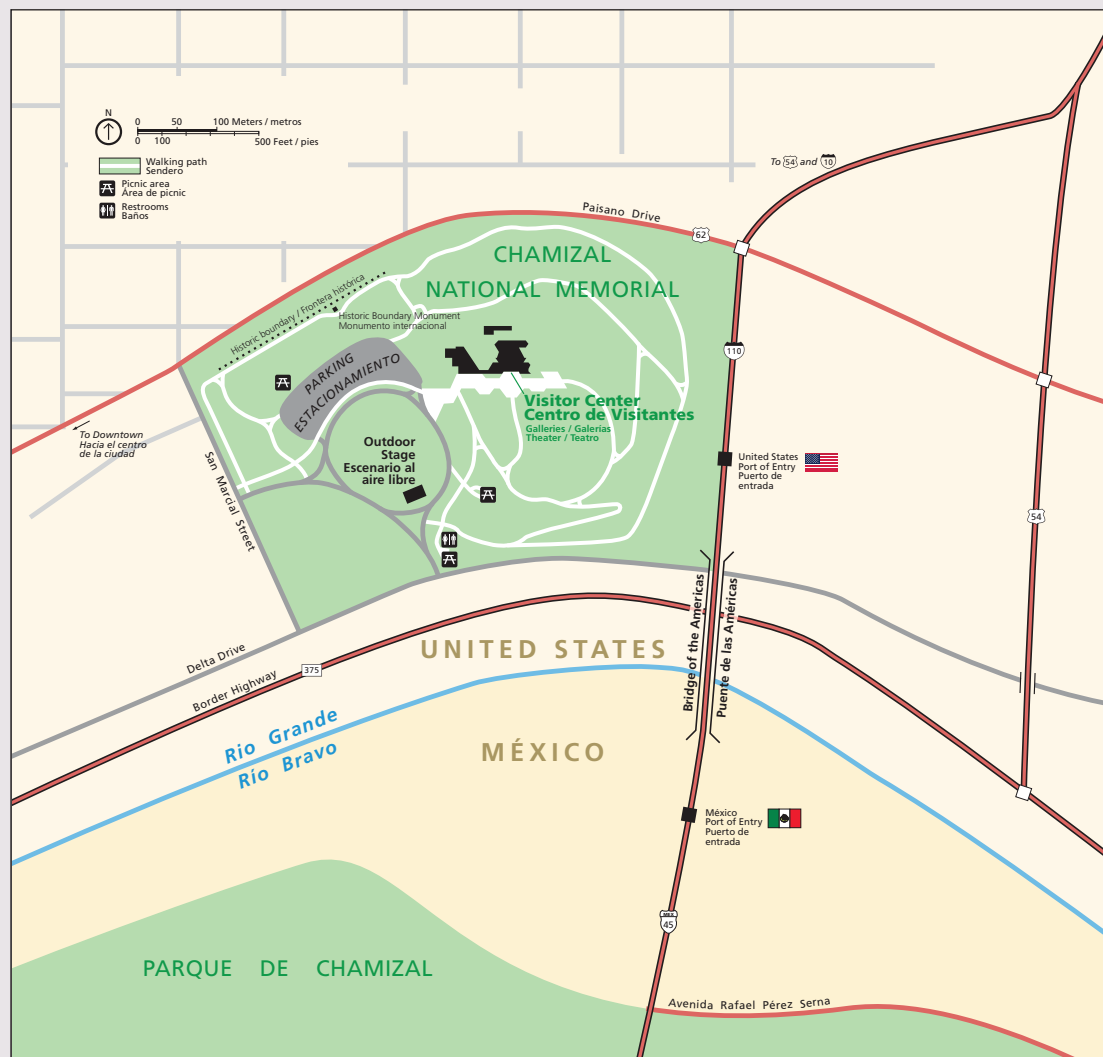 N
0 50 100 Meters / metros
0 100 500 Feet / pies
Walking path
Sendero
Picnic area
Área de picnic
Restrooms
Baños
To 54 and 10
Paisano Drive
62
CHAMIZAL
NATIONAL MEMORIAL
Historic boundary / Frontera histórica
Historic Boundary Monument
Monumento internacional
110
PARKING
ESTACIONAMIENTO
Visitor Center
Centro de Visitantes
Galleries / Galerías
Theater / Teatro
To Downtown
Hacía el centro
de la ciudad
Outdoor
Stage
Escenario al
aire libre
United States
Port of Entry
Puerto de
entrada
San Marcial Street
54
Bridge of the Americas
Puente de las Américas
UNITED STATES
Delta Drive
375
Border Highway
Rio Grande
Río Bravo
MÉXICO
México
Port of Entry
Puerto de
entrada
MEX
45
PARQUE DE CHAMIZAL
Avenida Rafael Pérez Serna